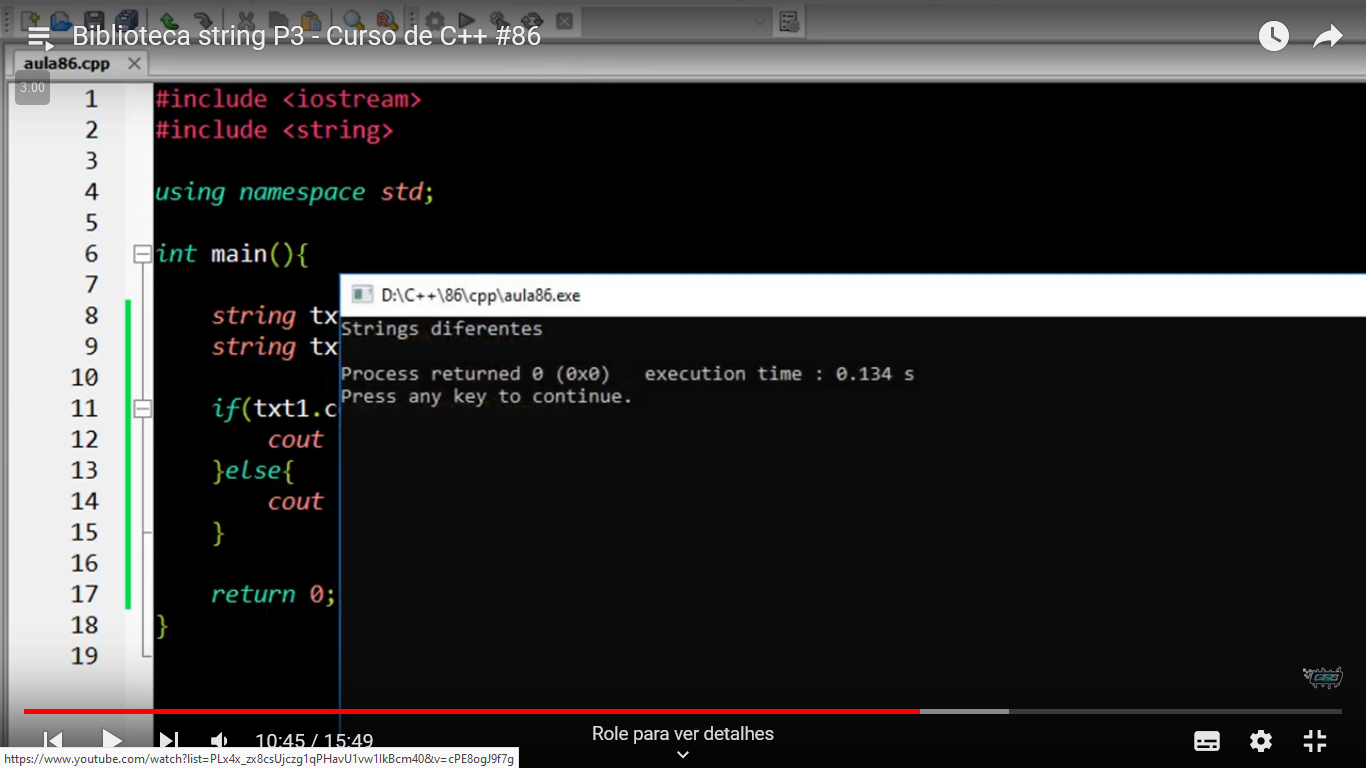 Biblioteca string P3 - Curso de C++ #86
aula86.cpp
3.00
1 #include <iostream>
2 #include <string>
3
4 using namespace std;
5
6 int main(){
7
8 string tx
9 string tx
10
11 if(txt1.c
12 cout
13 }else{
14 cout
15 }
16
17 return 0;
18 }
19
D:\C++\86\cpp\aula86.exe
Strings diferentes
Process returned 0 (0x0) execution time : 0.134 s
Press any key to continue.
CFB
10:45 / 15:49
Role para ver detalhes
https://www.youtube.com/watch?list=PLx4x_zx8csUjczg1qPHavU1vw1IkBcm40&v=cPE8ogJ9f7g